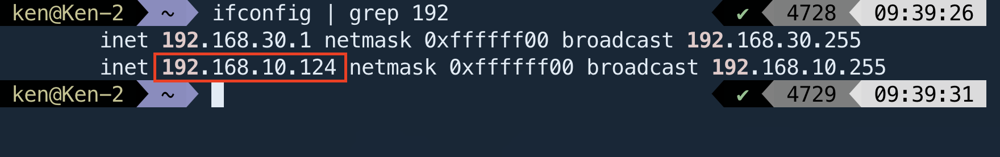 ken@Ken-2 ~ ifconfig | grep 192 ✔ 4728 09:39:26
inet 192.168.30.1 netmask 0xffffff00 broadcast 192.168.30.255
inet 192.168.10.124 netmask 0xffffff00 broadcast 192.168.10.255
ken@Ken-2 ~ ✔ 4729 09:39:31